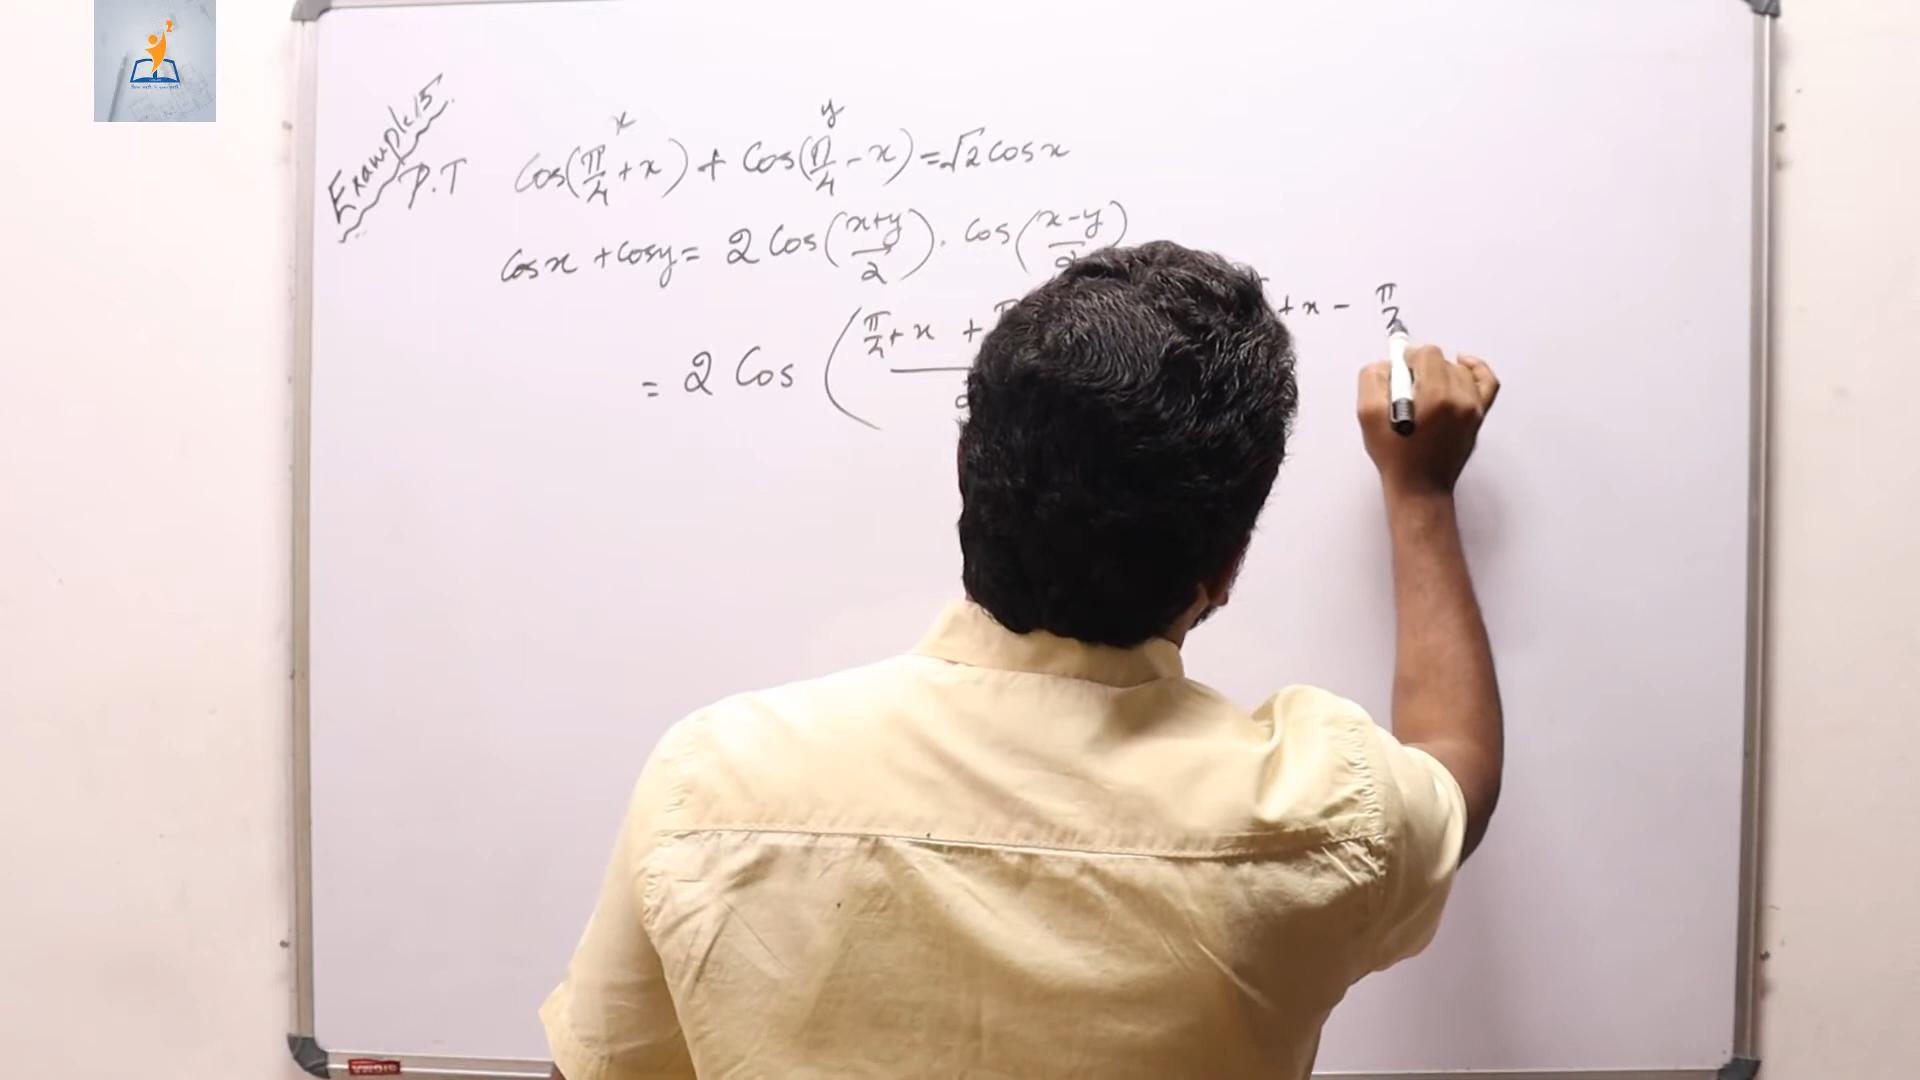 Example 15.
x y
P.T Cos(π/4 + x) + Cos(π/4 - x) = √2 cos x
Cos x + Cos y = 2 Cos(x+y/2) . Cos(x-y/2)
= 2 Cos (π/4 + x + + x - π/4
SIGMA